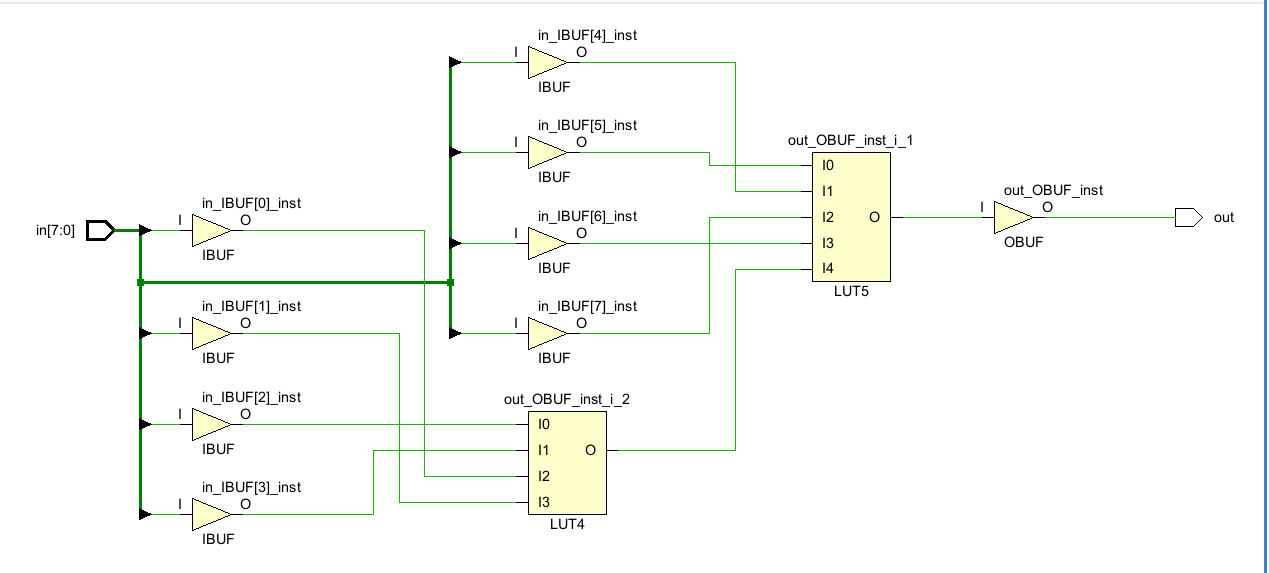 in_IBUF[4]_inst
I
O
IBUF
in_IBUF[5]_inst
I
O
IBUF
out_OBUF_inst_i_1
I0
I1
I2
I3
I4
O
LUT5
out_OBUF_inst
I
O
OBUF
out
in[7:0]
in_IBUF[0]_inst
I
O
IBUF
in_IBUF[6]_inst
I
O
IBUF
in_IBUF[1]_inst
I
O
IBUF
in_IBUF[7]_inst
I
O
IBUF
in_IBUF[2]_inst
I
O
IBUF
out_OBUF_inst_i_2
I0
I1
I2
I3
O
LUT4
in_IBUF[3]_inst
I
O
IBUF